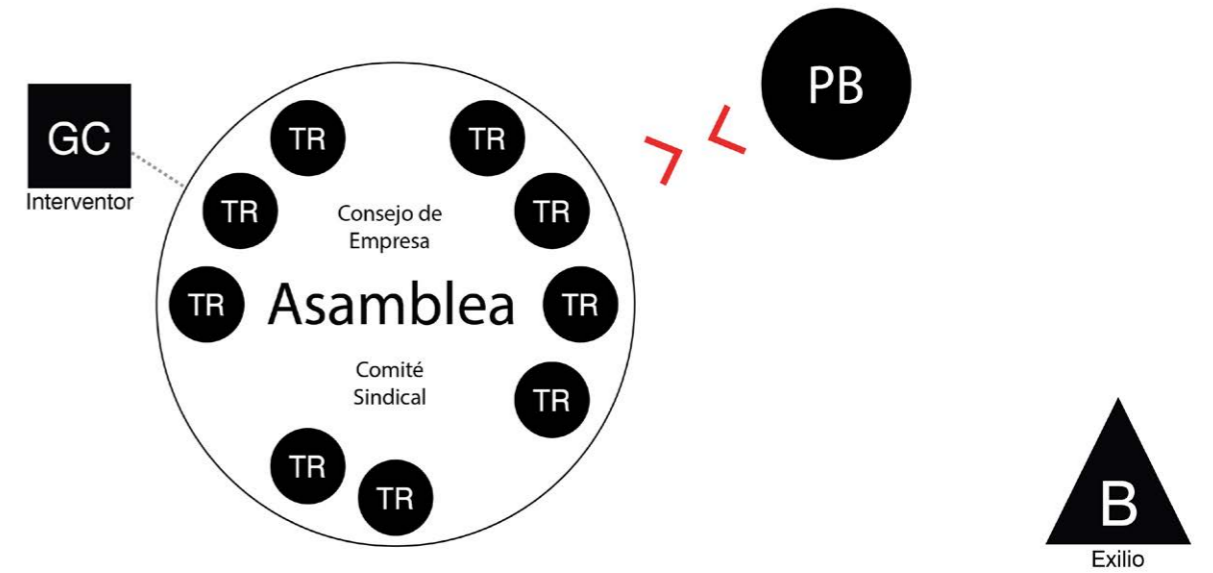 PB
GC
Interventor
TR
TR
TR
TR
Consejo de
Empresa
TR
Asamblea
TR
Comité
Sindical
TR
TR
TR
B
Exilio